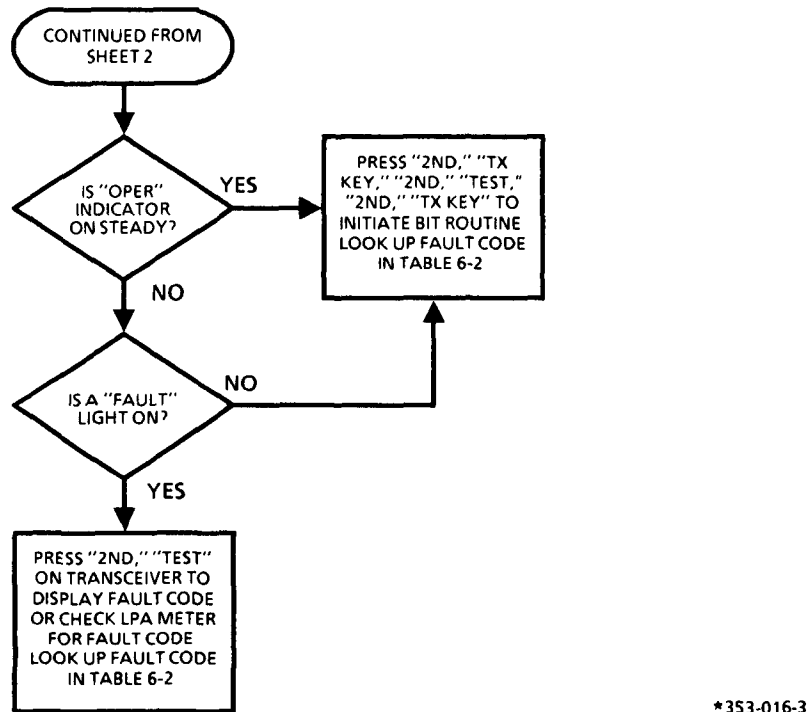 CONTINUED FROM
SHEET 2
IS "OPER"
INDICATOR
ON STEADY?
YES
PRESS "2ND," "TX
KEY," "2ND," "TEST,"
"2ND," "TX KEY" TO
INITIATE BIT ROUTINE
LOOK UP FAULT CODE
IN TABLE 6-2
NO
IS A "FAULT"
LIGHT ON?
NO
YES
PRESS "2ND," "TEST"
ON TRANSCEIVER TO
DISPLAY FAULT CODE
OR CHECK LPA METER
FOR FAULT CODE
LOOK UP FAULT CODE
IN TABLE 6-2
*353-016-3